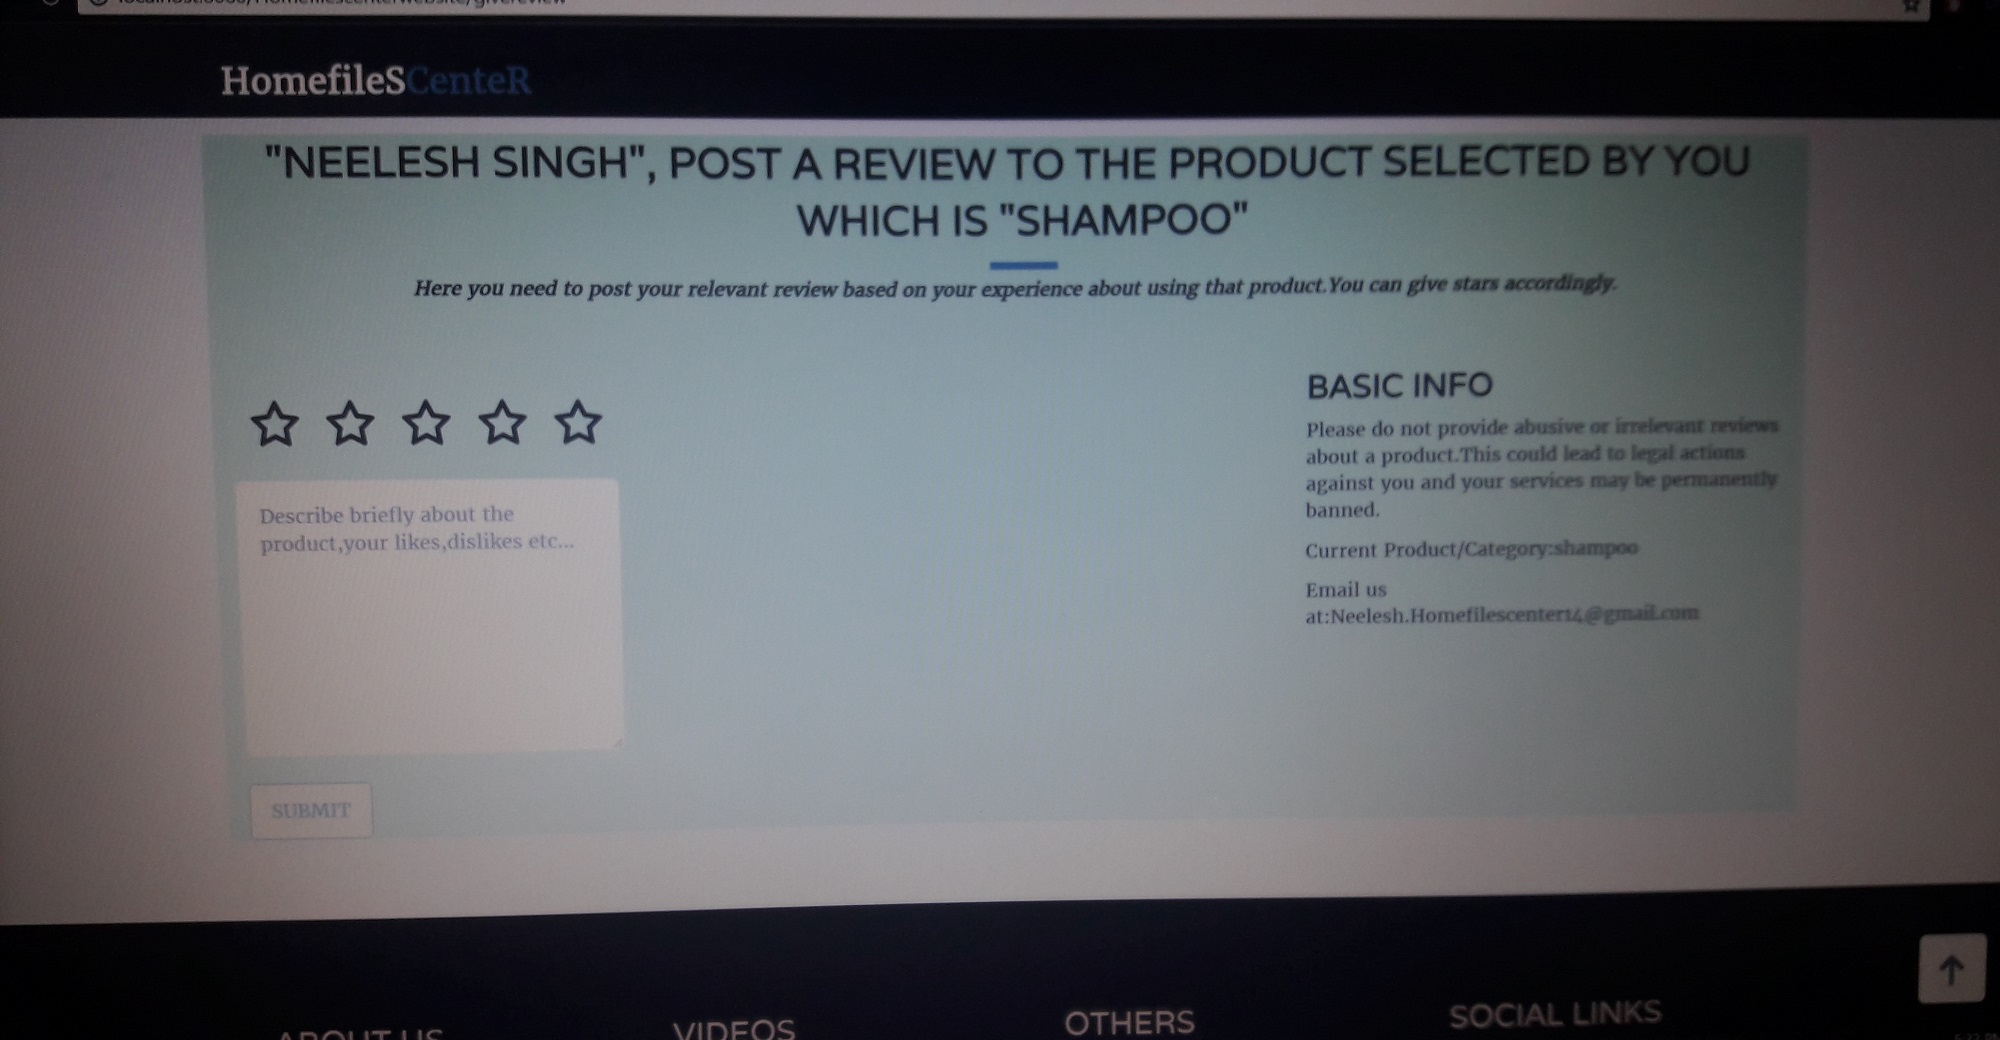 HomefileSCenteR
"NEELESH SINGH", POST A REVIEW TO THE PRODUCT SELECTED BY YOU
WHICH IS "SHAMPOO"
Here you need to post your relevant review based on your experience about using that product.You can give stars accordingly.
Describe briefly about the
product,your likes,dislikes etc...
SUBMIT
BASIC INFO
Please do not provide abusive or irrelevant reviews
about a product.This could lead to legal actions
against you and your services may be permanently
banned.
Current Product/Category:shampoo
Email us
at:Neelesh.Homefilescenter14@gmail.com
ABOUT US
VIDEOS
OTHERS
SOCIAL LINKS